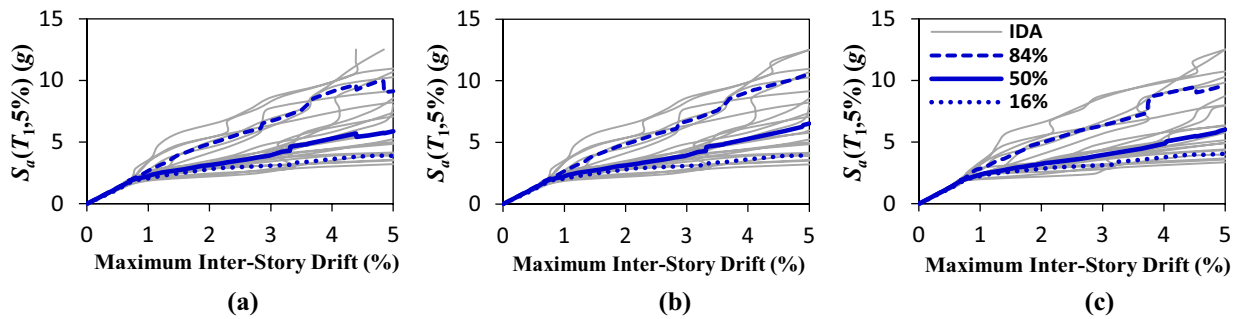 15
10
5
0
0 1 2 3 4 5
Sa(T1,5%) (g)
Maximum Inter-Story Drift (%)
(a)
15
10
5
0
0 1 2 3 4 5
Sa(T1,5%) (g)
Maximum Inter-Story Drift (%)
(b)
15
10
5
0
0 1 2 3 4 5
Sa(T1,5%) (g)
IDA
84%
50%
16%
Maximum Inter-Story Drift (%)
(c)